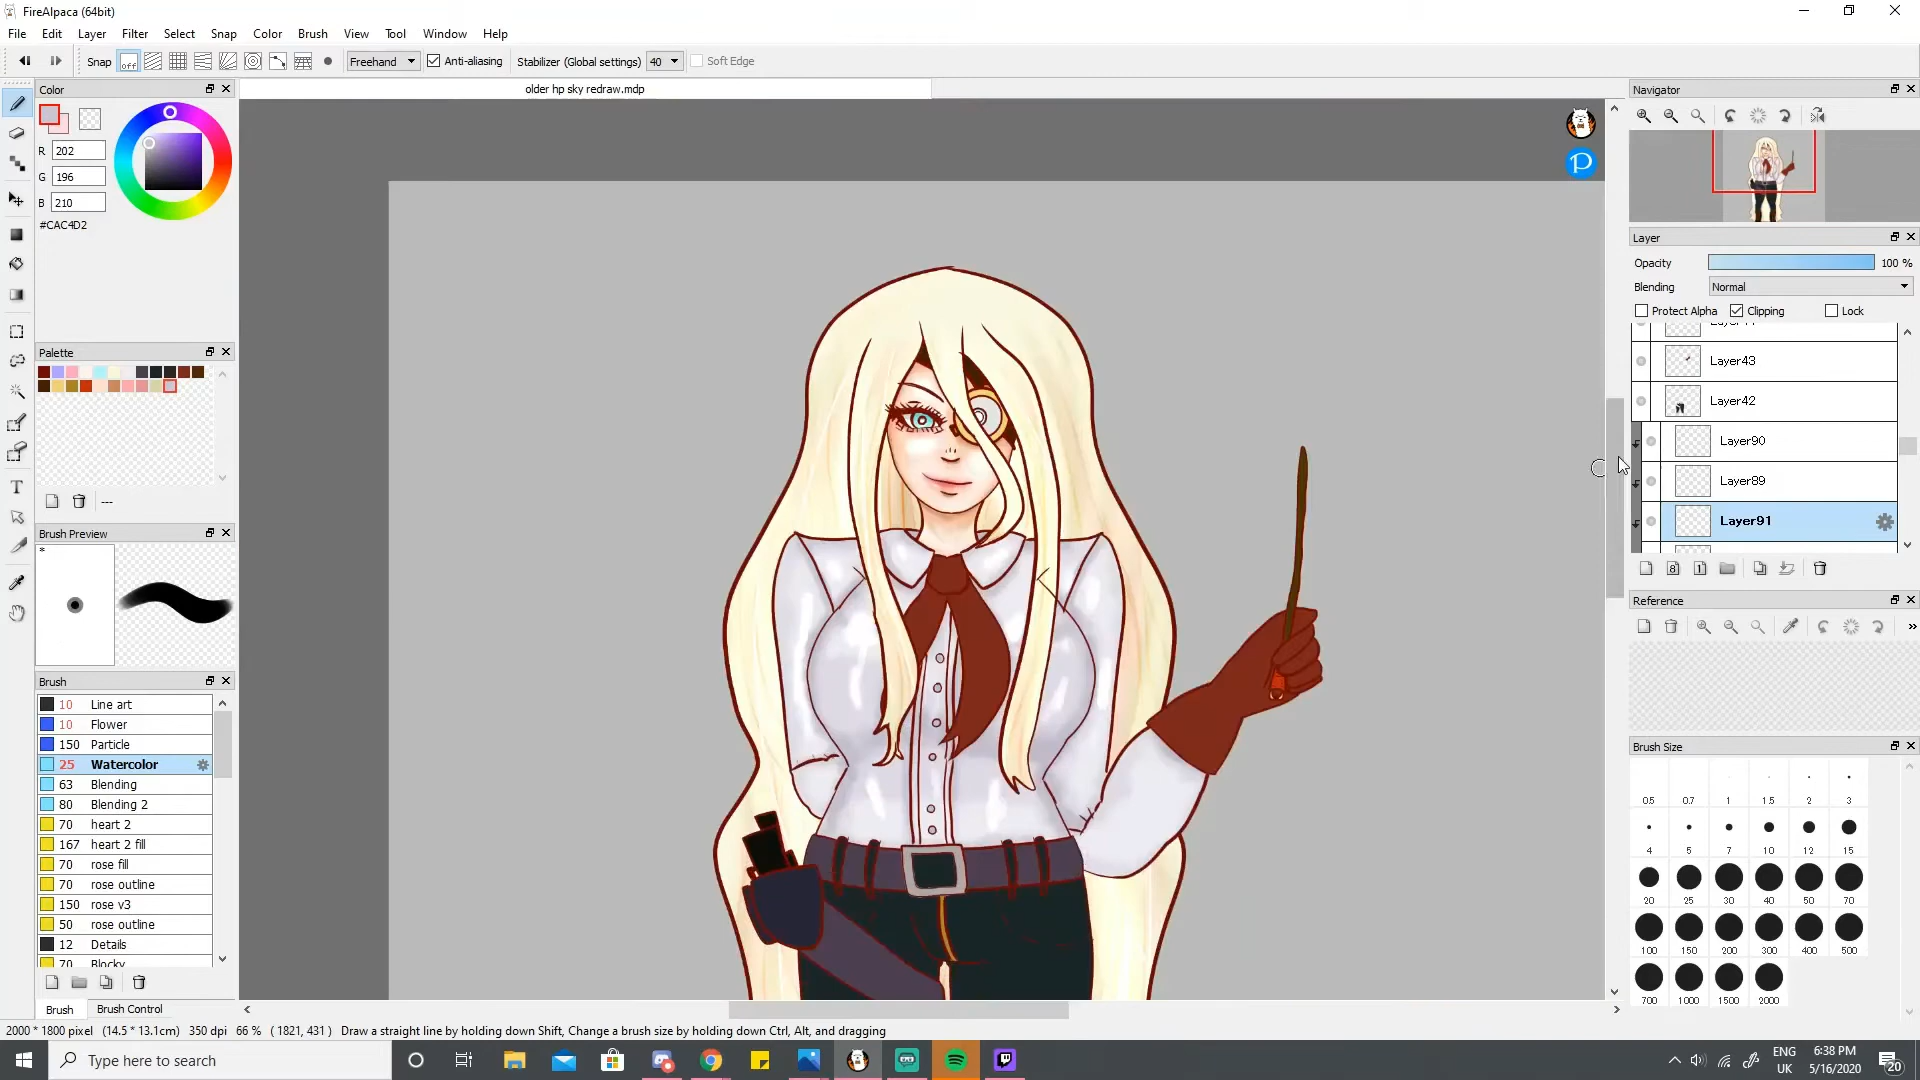 FireAlpaca (64bit)
File Edit Layer Filter Select Snap Color Brush View Tool Window Help
Snap off Freehand Anti-aliasing Stabilizer (Global settings) 40 Soft Edge
Color
older hp sky redraw.mdp
Navigator
R 202
G 196
B 210
#CAC4D2
Layer
Opacity 100 %
Blending Normal
Protect Alpha Clipping Lock
Layer43
Layer42
Layer90
Layer89
Layer91
Palette
---
Brush Preview
*
Reference
Brush
10 Line art
10 Flower
150 Particle
25 Watercolor
63 Blending
80 Blending 2
70 heart 2
167 heart 2 fill
70 rose fill
70 rose outline
150 rose v3
50 rose outline
12 Details
70 Blocky
Brush Brush Control
Brush Size
0.5 0.7 1 1.5 2 3
4 5 7 10 12 15
20 25 30 40 50 70
100 150 200 300 400 500
700 1000 1500 2000
2000 * 1800 pixel (14.5 * 13.1cm) 350 dpi 66 % ( 1821, 431 ) Draw a straight line by holding down Shift, Change a brush size by holding down Ctrl, Alt, and dragging
Type here to search
ENG
UK
6:38 PM
5/16/2020
20